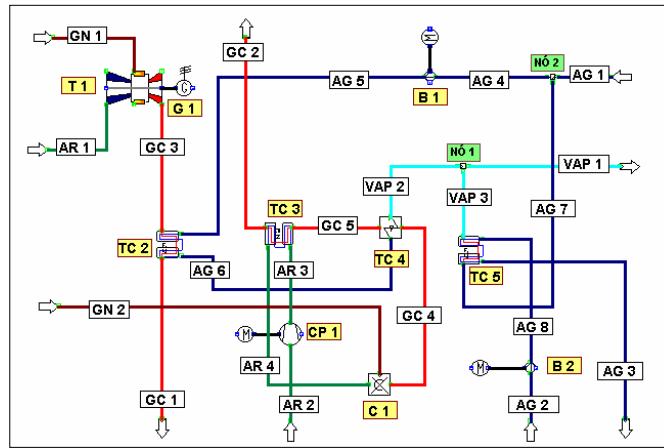 GN 1
GC 2
NÓ 2
T 1
AG 5
AG 4
AG 1
G
G 1
B 1
AR 1
GC 3
NÓ 1
VAP 1
VAP 2
VAP 3
TC 3
AG 7
TC 2
GC 5
TC 4
TC 5
AG 6
AR 3
GN 2
GC 4
AG 8
M
CP 1
AR 4
M
B 2
AG 3
GC 1
AR 2
C 1
AG 2